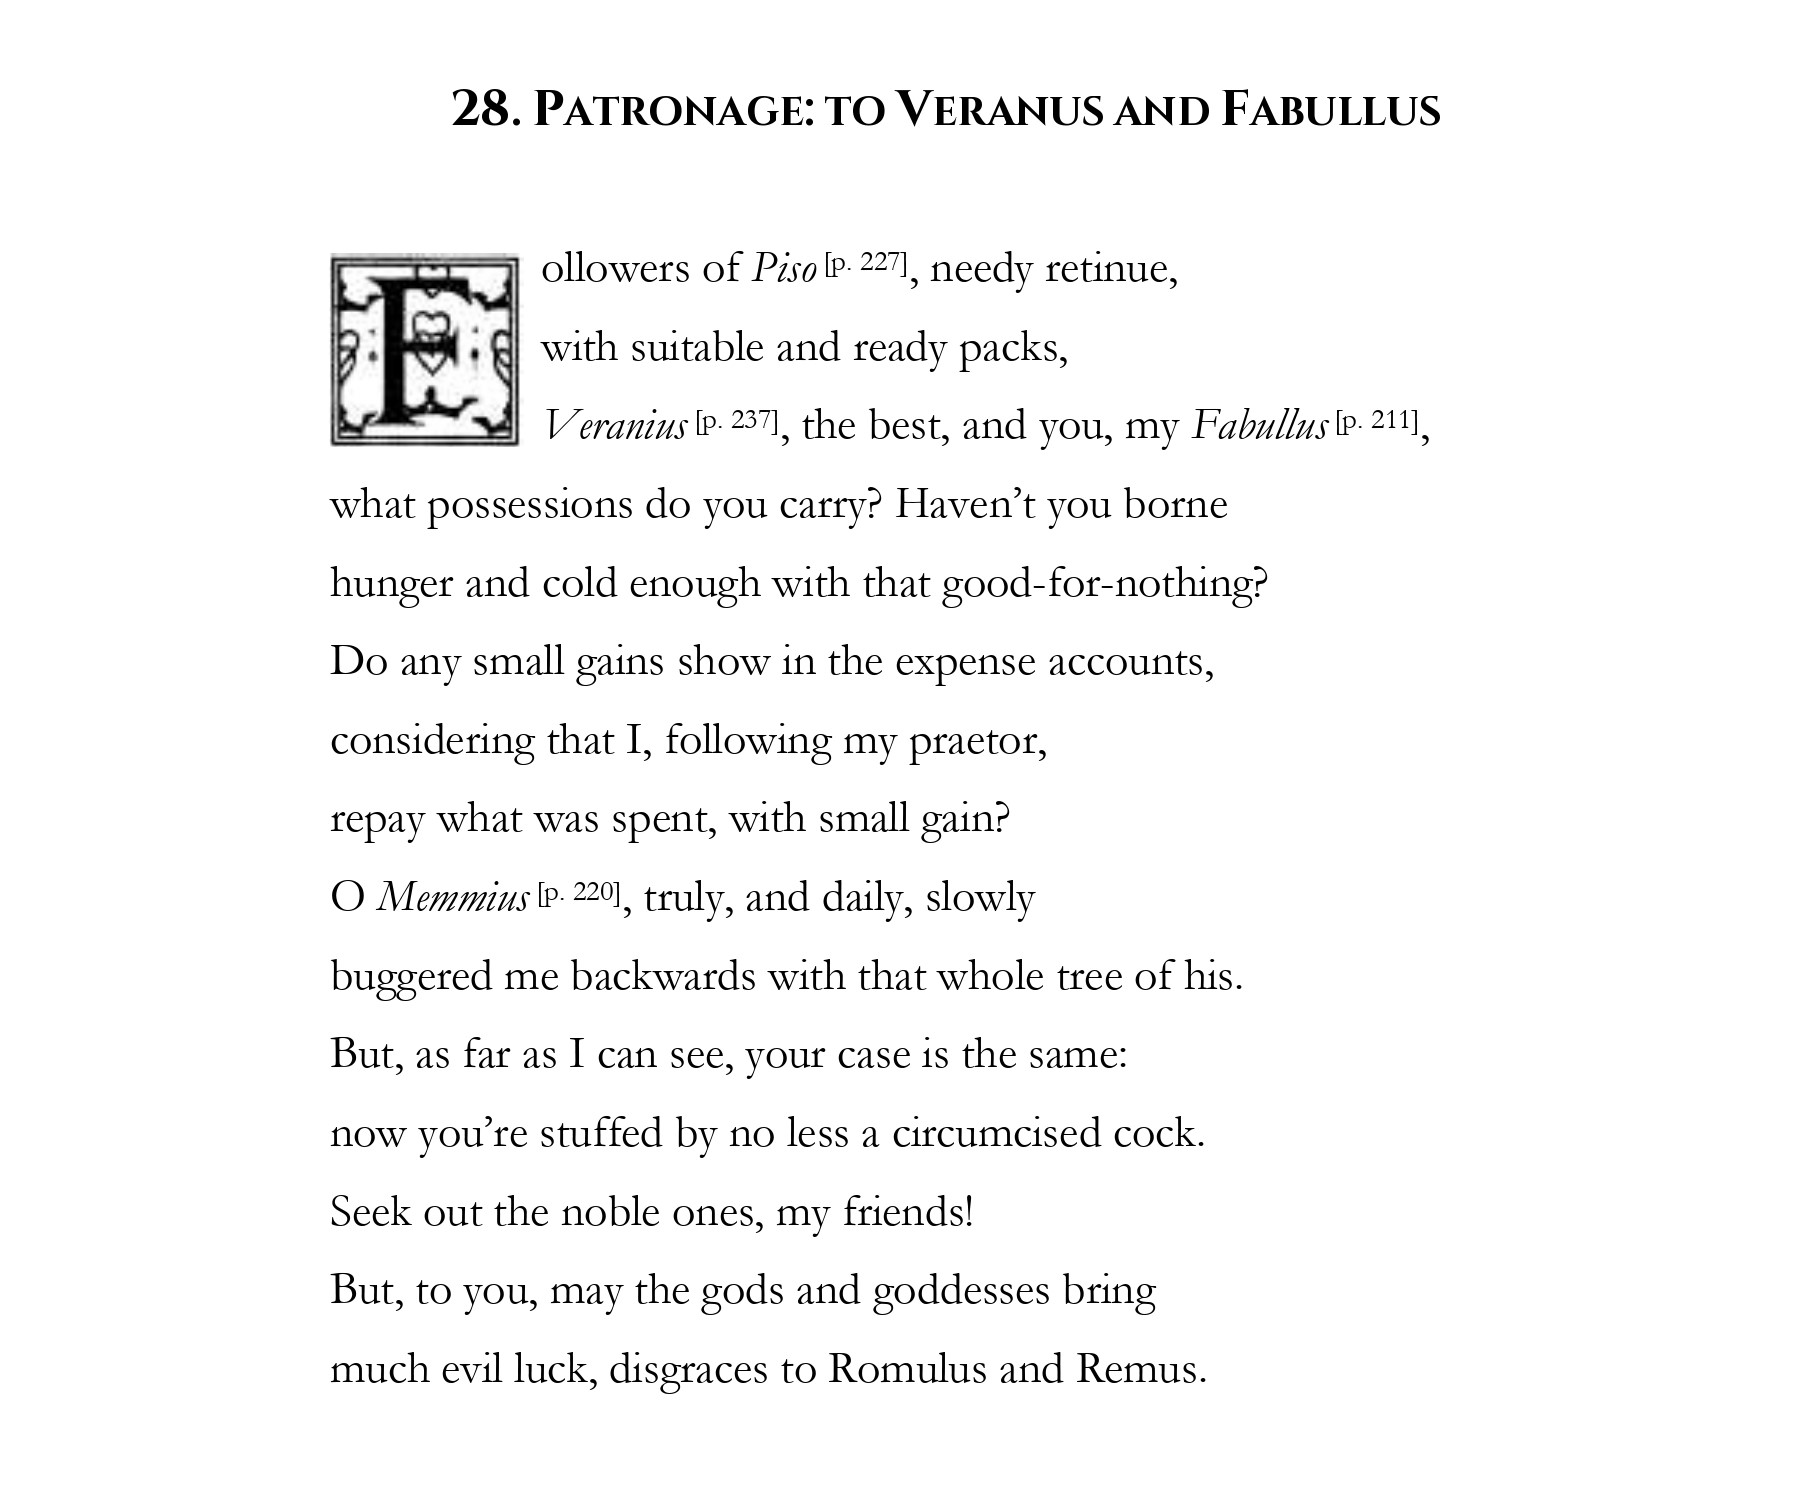 28. PATRONAGE: TO VERANUS AND FABULLUS
Followers of Piso [p. 227], needy retinue,
with suitable and ready packs,
Veranius [p. 237], the best, and you, my Fabullus [p. 211],
what possessions do you carry? Haven’t you borne
hunger and cold enough with that good-for-nothing?
Do any small gains show in the expense accounts,
considering that I, following my praetor,
repay what was spent, with small gain?
O Memmius [p. 220], truly, and daily, slowly
buggered me backwards with that whole tree of his.
But, as far as I can see, your case is the same:
now you’re stuffed by no less a circumcised cock.
Seek out the noble ones, my friends!
But, to you, may the gods and goddesses bring
much evil luck, disgraces to Romulus and Remus.